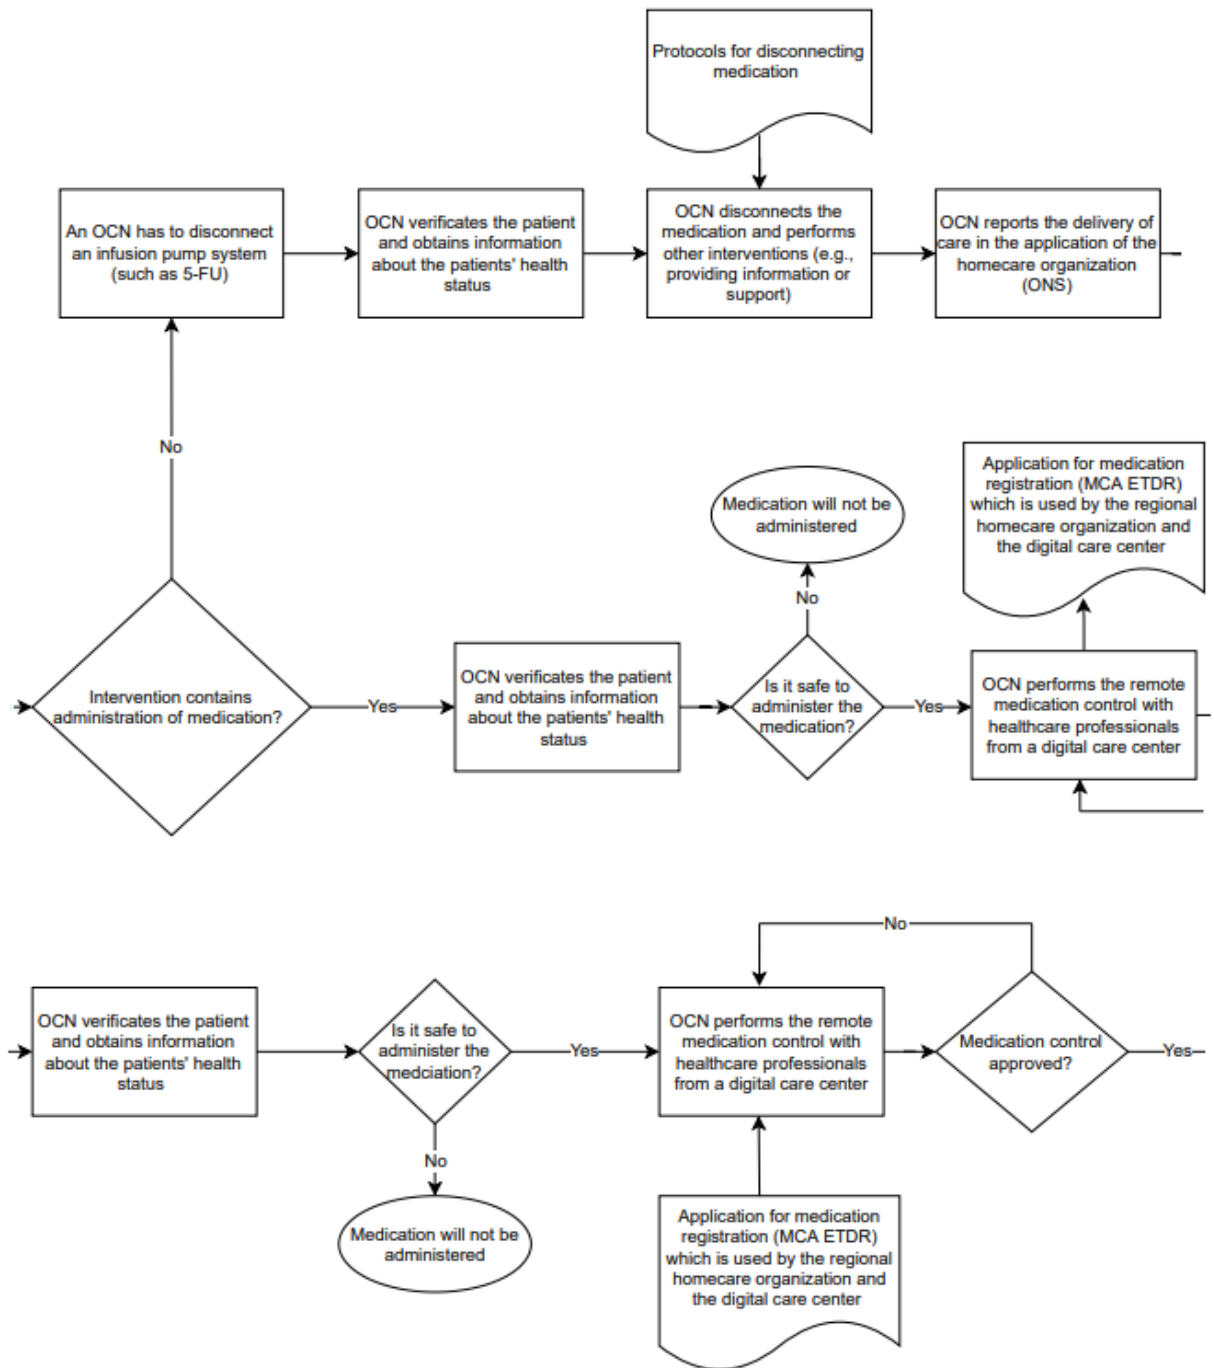 Protocols for disconnecting
medication
An OCN has to disconnect
an infusion pump system
(such as 5-FU)
OCN verificates the patient
and obtains information
about the patients' health
status
OCN disconnects the
medication and performs
other interventions (e.g.,
providing information or
support)
OCN reports the delivery of
care in the application of the
homecare organization
(ONS)
No
Application for medication
registration (MCA ETDR)
which is used by the regional
homecare organization and
the digital care center
Medication will not be
administered
No
Intervention contains
administration of medication?
Yes
OCN verificates the patient
and obtains information
about the patients' health
status
Is it safe to
administer the
medication?
Yes
OCN performs the remote
medication control with
healthcare professionals
from a digital care center
No
OCN verificates the patient
and obtains information
about the patients' health
status
Is it safe to
administer the
medciation?
Yes
OCN performs the remote
medication control with
healthcare professionals
from a digital care center
Medication control
approved?
Yes
No
Medication will not be
administered
Application for medication
registration (MCA ETDR)
which is used by the regional
homecare organization and
the digital care center